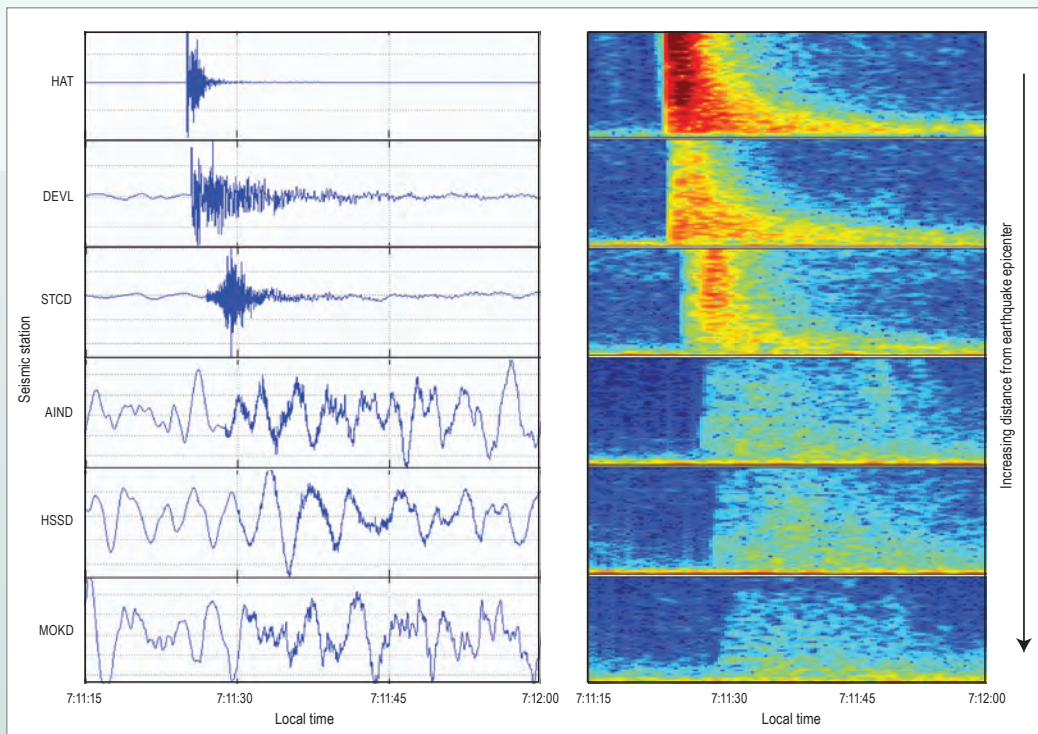 HAT
DEVL
STCD
AIND
HSSD
MOKD
Seismic station
7:11:15
7:11:30
7:11:45
7:12:00
Local time
7:11:15
7:11:30
7:11:45
7:12:00
Local time
Increasing distance from earthquake epicenter